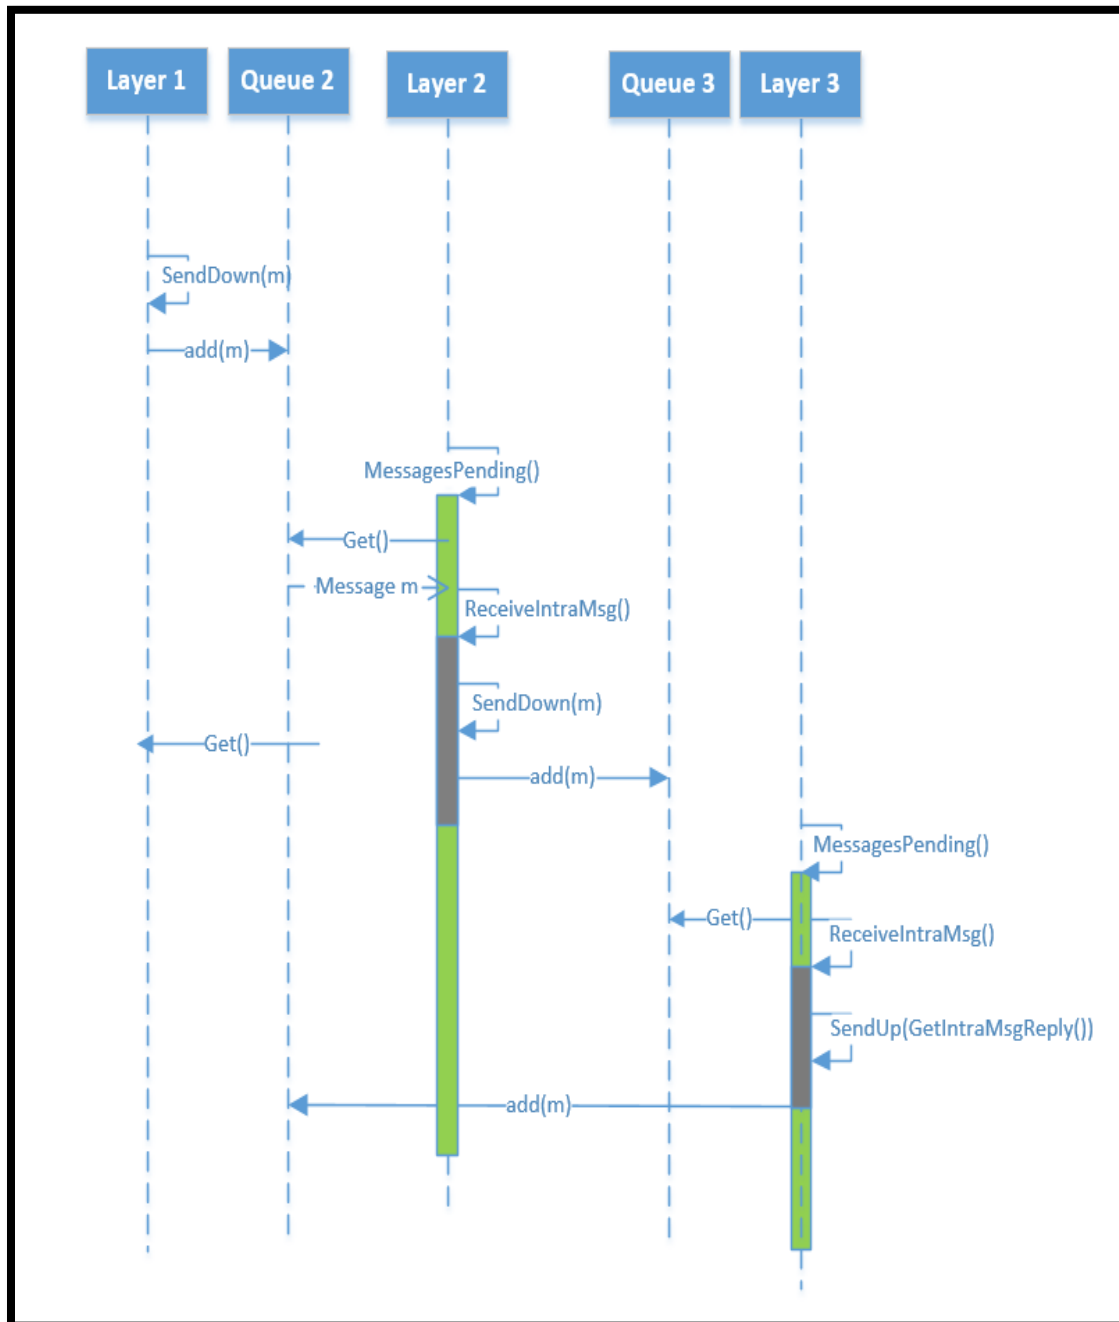 Layer 1
Queue 2
Layer 2
Queue 3
Layer 3
SendDown(m)
add(m)
MessagesPending()
Get()
Message m
ReceiveIntraMsg()
SendDown(m)
Get()
add(m)
MessagesPending()
Get()
ReceiveIntraMsg()
SendUp(GetIntraMsgReply())
add(m)